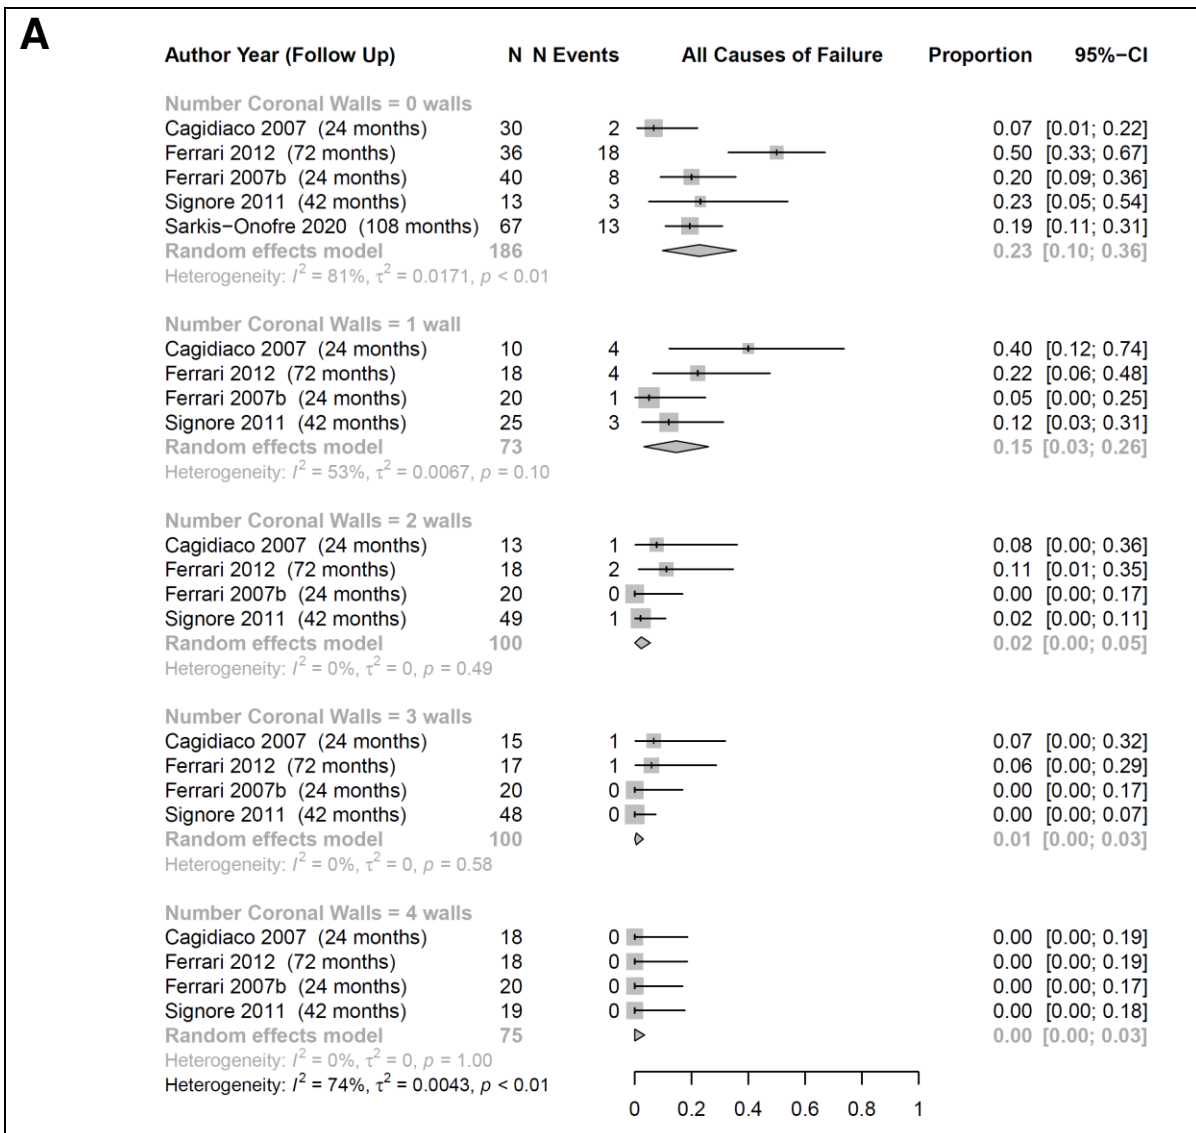 A
Author Year (Follow Up) N N Events All Causes of Failure Proportion 95%−CI
Number Coronal Walls = 0 walls
Cagidiaco 2007 (24 months) 30 2 0.07 [0.01; 0.22]
Ferrari 2012 (72 months) 36 18 0.50 [0.33; 0.67]
Ferrari 2007b (24 months) 40 8 0.20 [0.09; 0.36]
Signore 2011 (42 months) 13 3 0.23 [0.05; 0.54]
Sarkis−Onofre 2020 (108 months) 67 13 0.19 [0.11; 0.31]
Random effects model 186 0.23 [0.10; 0.36]
Heterogeneity: I² = 81%, τ² = 0.0171, p < 0.01
Number Coronal Walls = 1 wall
Cagidiaco 2007 (24 months) 10 4 0.40 [0.12; 0.74]
Ferrari 2012 (72 months) 18 4 0.22 [0.06; 0.48]
Ferrari 2007b (24 months) 20 1 0.05 [0.00; 0.25]
Signore 2011 (42 months) 25 3 0.12 [0.03; 0.31]
Random effects model 73 0.15 [0.03; 0.26]
Heterogeneity: I² = 53%, τ² = 0.0067, p = 0.10
Number Coronal Walls = 2 walls
Cagidiaco 2007 (24 months) 13 1 0.08 [0.00; 0.36]
Ferrari 2012 (72 months) 18 2 0.11 [0.01; 0.35]
Ferrari 2007b (24 months) 20 0 0.00 [0.00; 0.17]
Signore 2011 (42 months) 49 1 0.02 [0.00; 0.11]
Random effects model 100 0.02 [0.00; 0.05]
Heterogeneity: I² = 0%, τ² = 0, p = 0.49
Number Coronal Walls = 3 walls
Cagidiaco 2007 (24 months) 15 1 0.07 [0.00; 0.32]
Ferrari 2012 (72 months) 17 1 0.06 [0.00; 0.29]
Ferrari 2007b (24 months) 20 0 0.00 [0.00; 0.17]
Signore 2011 (42 months) 48 0 0.00 [0.00; 0.07]
Random effects model 100 0.01 [0.00; 0.03]
Heterogeneity: I² = 0%, τ² = 0, p = 0.58
Number Coronal Walls = 4 walls
Cagidiaco 2007 (24 months) 18 0 0.00 [0.00; 0.19]
Ferrari 2012 (72 months) 18 0 0.00 [0.00; 0.19]
Ferrari 2007b (24 months) 20 0 0.00 [0.00; 0.17]
Signore 2011 (42 months) 19 0 0.00 [0.00; 0.18]
Random effects model 75 0.00 [0.00; 0.03]
Heterogeneity: I² = 0%, τ² = 0, p = 1.00
Heterogeneity: I² = 74%, τ² = 0.0043, p < 0.01
0 0.2 0.4 0.6 0.8 1